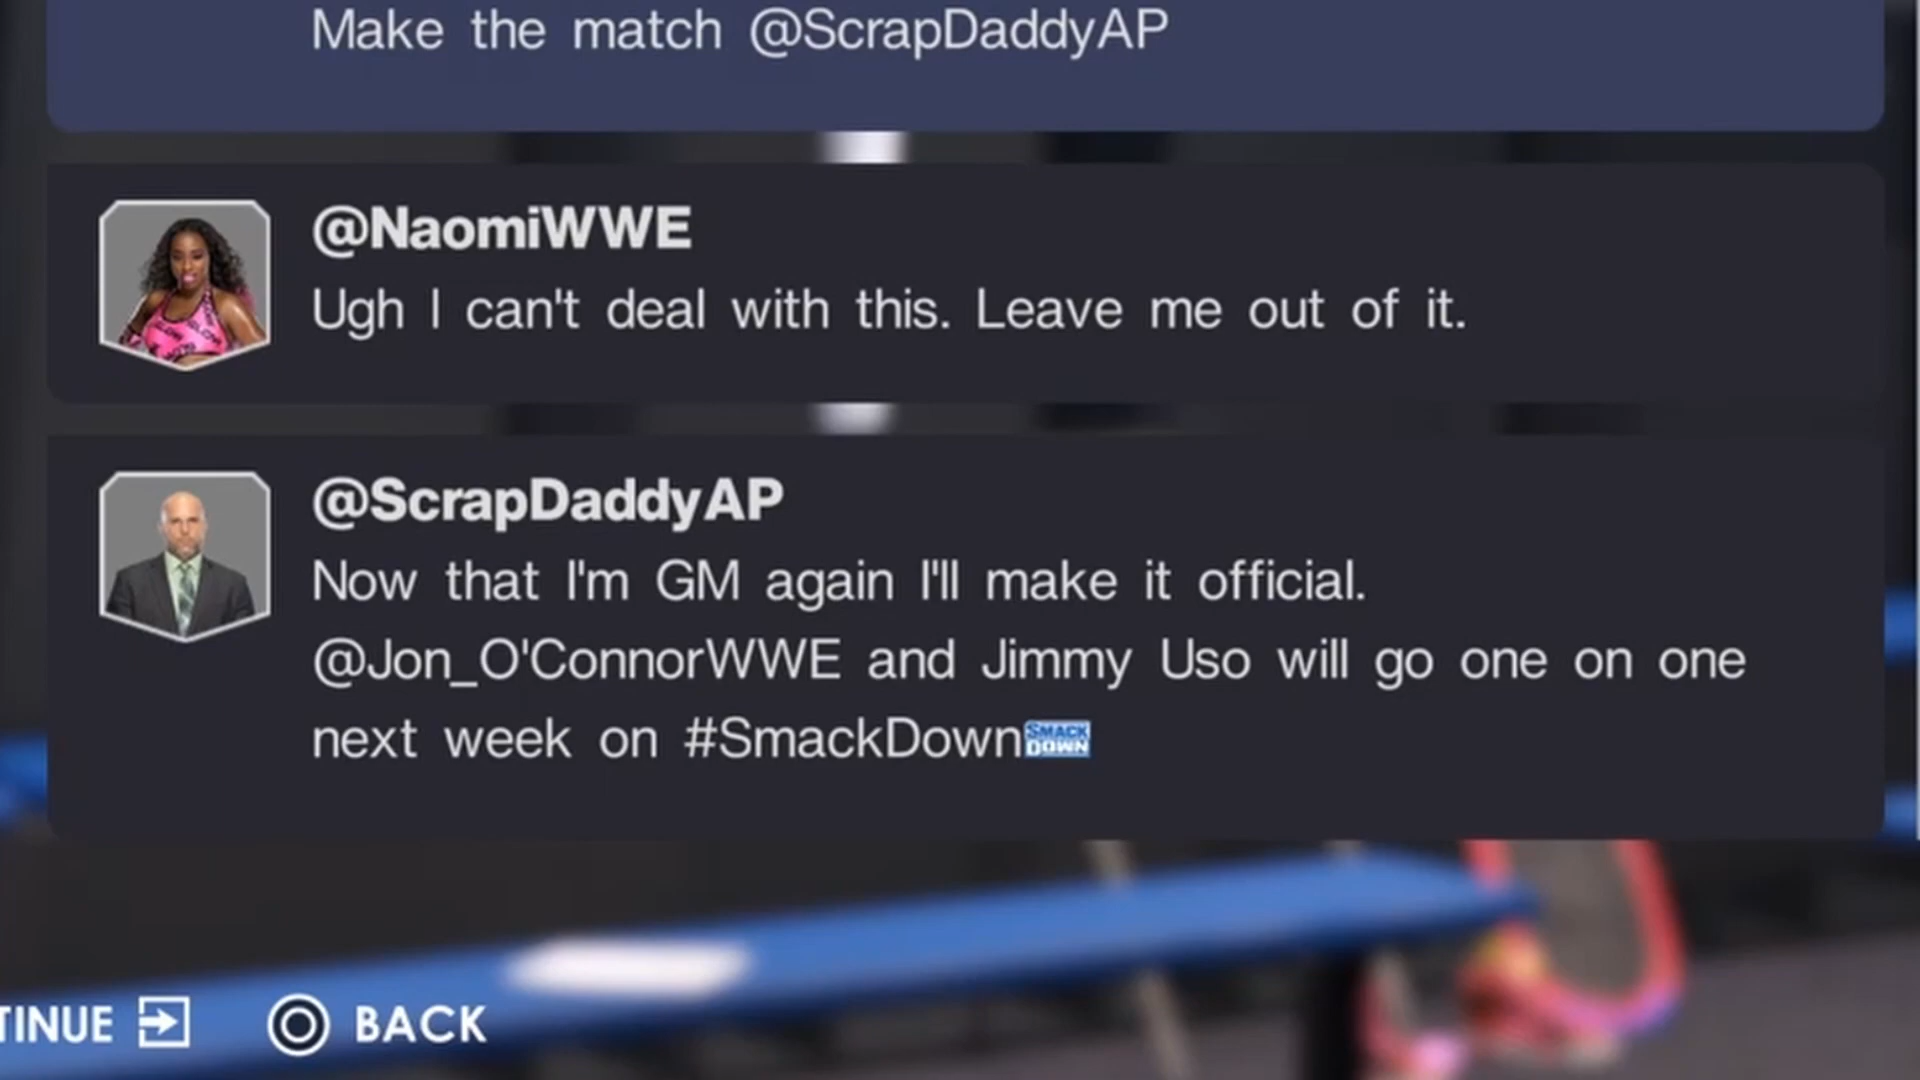 Make the match @ScrapDaddyAP
@NaomiWWE
Ugh I can't deal with this. Leave me out of it.
@ScrapDaddyAP
Now that I'm GM again I'll make it official.
@Jon_O'ConnorWWE and Jimmy Uso will go one on one
next week on #SmackDown SMACK DOWN
TINUE BACK